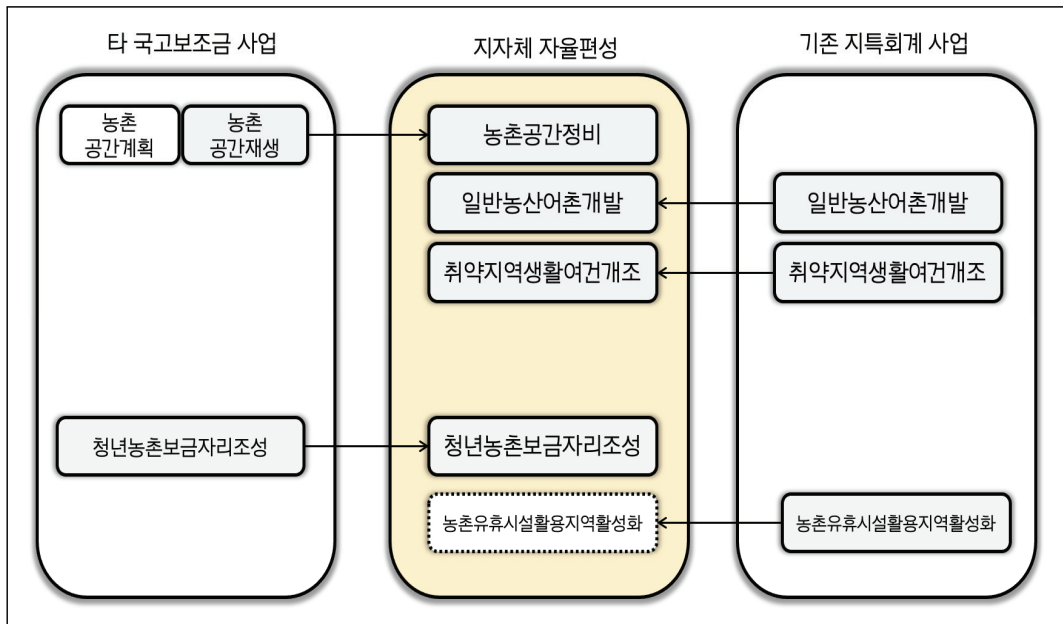 타 국고보조금 사업
지자체 자율편성
기존 지특회계 사업
농촌
공간계획
농촌
공간재생
농촌공간정비
일반농산어촌개발
일반농산어촌개발
취약지역생활여건개조
취약지역생활여건개조
청년농촌보금자리조성
청년농촌보금자리조성
농촌유휴시설활용지역활성화
농촌유휴시설활용지역활성화